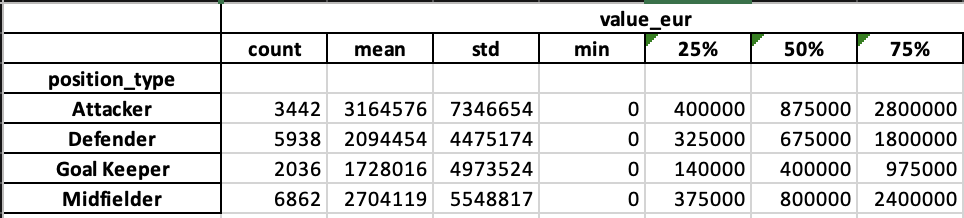 value_eur
count mean std min 25% 50% 75%
position_type
Attacker 3442 3164576 7346654 0 400000 875000 2800000
Defender 5938 2094454 4475174 0 325000 675000 1800000
Goal Keeper 2036 1728016 4973524 0 140000 400000 975000
Midfielder 6862 2704119 5548817 0 375000 800000 2400000